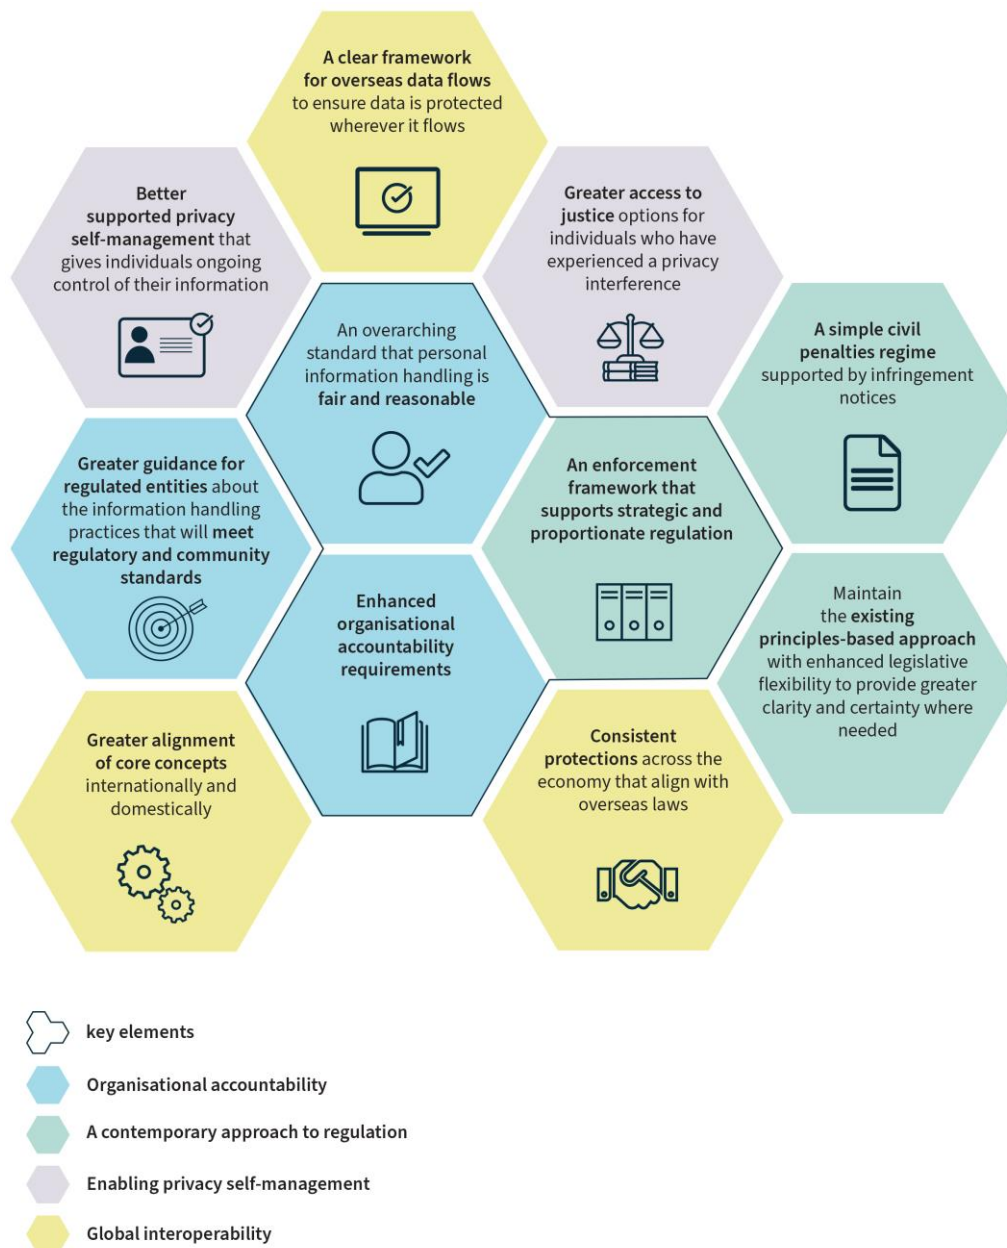 A clear framework
for overseas data flows
to ensure data is protected
wherever it flows
Better
supported privacy
self-management that
gives individuals ongoing
control of their information
Greater access to
justice options for
individuals who have
experienced a privacy
interference
An overarching
standard that personal
information handling is
fair and reasonable
A simple civil
penalties regime
supported by infringement
notices
Greater guidance for
regulated entities about
the information handling
practices that will meet
regulatory and community
standards
An enforcement
framework that
supports strategic and
proportionate regulation
Enhanced
organisational
accountability
requirements
Maintain
the existing
principles-based approach
with enhanced legislative
flexibility to provide greater
clarity and certainty where
needed
Greater alignment
of core concepts
internationally and
domestically
Consistent
protections across the
economy that align with
overseas laws
key elements
Organisational accountability
A contemporary approach to regulation
Enabling privacy self-management
Global interoperability